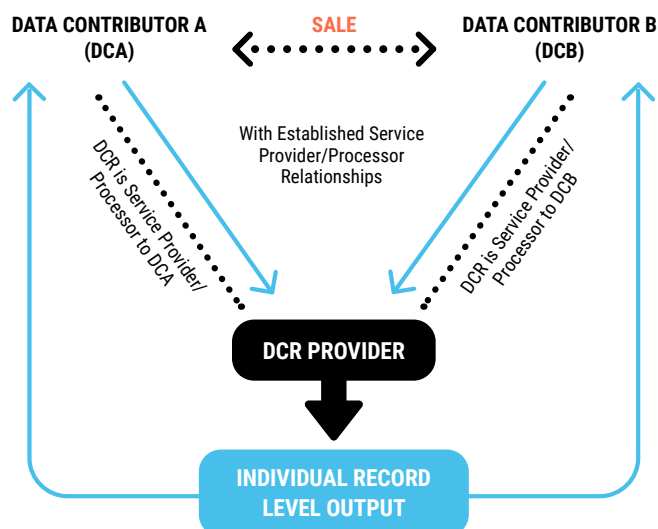 DATA CONTRIBUTOR A
(DCA)
SALE
DATA CONTRIBUTOR B
(DCB)
With Established Service
Provider/Processor
Relationships
DCR is Service Provider/
Processor to DCA
DCR is Service Provider/
Processor to DCB
DCR PROVIDER
INDIVIDUAL RECORD
LEVEL OUTPUT